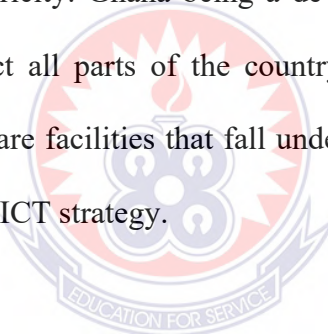 ricity. Ghana being a de
ct all parts of the country
are facilities that fall unde
ICT strategy.
EDUCATION FOR SERVICE